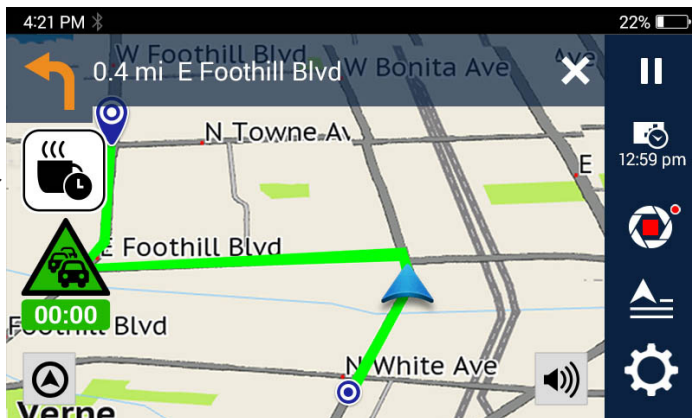 4:21 PM
22%
W Foothill Blvd
W Bonita Ave
Ave
0.4 mi E Foothill Blvd
N Towne Av
E
12:59 pm
E Foothill Blvd
00:00
Foothill Blvd
N White Ave
Verne